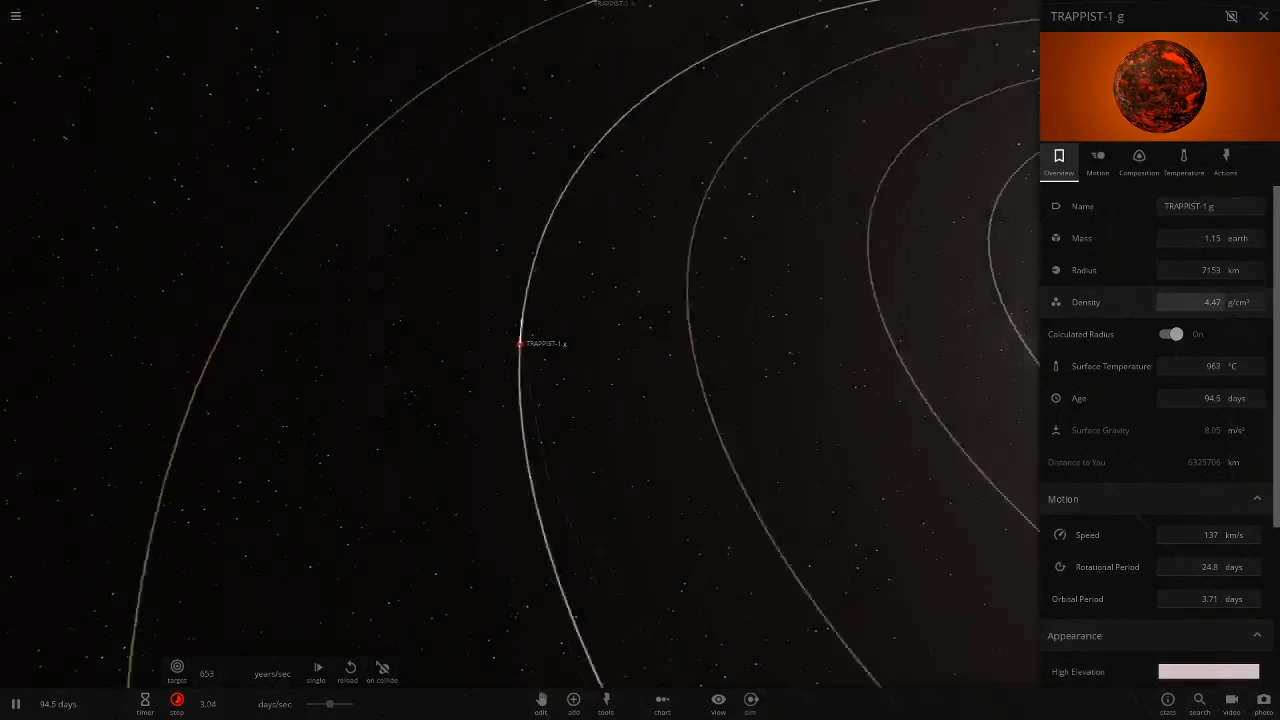 TRAPPIST-1 h
TRAPPIST-1 g
Overview Motion Composition Temperature Actions
Name TRAPPIST-1 g
Mass 1.15 earth
Radius 7153 km
Density 4.47 g/cm³
Calculated Radius On
Surface Temperature 963 °C
Age 94.5 days
Surface Gravity 8.95 m/s²
Distance to You 6325706 km
Motion
Speed 137 km/s
Rotational Period 24.8 days
Orbital Period 3.71 days
Appearance
High Elevation
TRAPPIST-1 g
target 653 years/sec single reload on collide
94.5 days timer step 3.04 days/sec edit add tools chart view sim stats search video photo